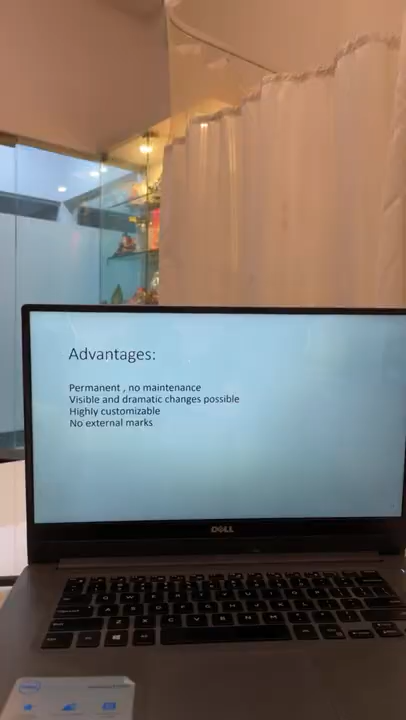 Advantages:
Permanent , no maintenance
Visible and dramatic changes possible
Highly customizable
No external marks
DELL